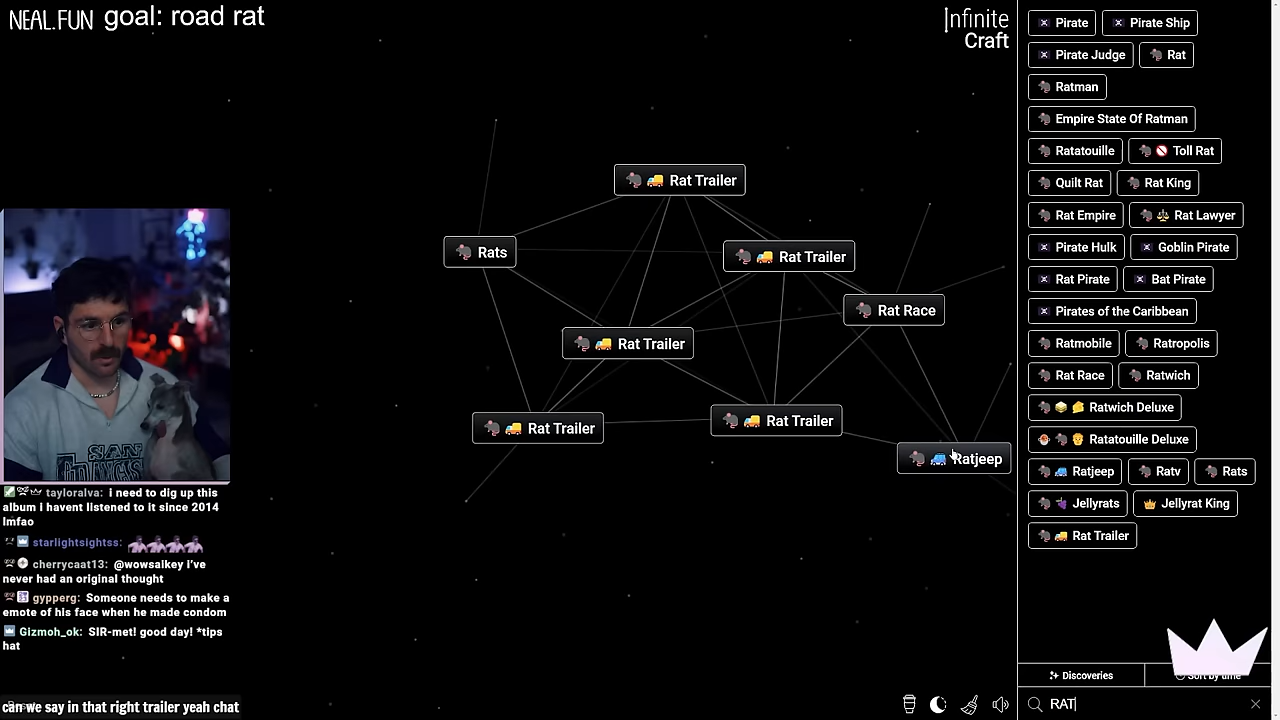 NEAL.FUN goal: road rat
Infinite
Craft
Rat Trailer
Rats
Rat Trailer
Rat Race
Rat Trailer
Rat Trailer
Rat Trailer
Ratjeep
Pirate Pirate Ship
Pirate Judge Rat
Ratman
Empire State Of Ratman
Ratatouille Toll Rat
Quilt Rat Rat King
Rat Empire Rat Lawyer
Pirate Hulk Goblin Pirate
Rat Pirate Bat Pirate
Pirates of the Caribbean
Ratmobile Ratropolis
Rat Race Ratwich
Ratwich Deluxe
Ratatouille Deluxe
Ratjeep Ratv Rats
Jellyrats Jellyrat King
Rat Trailer
Discoveries Sort by time
RAT
SAN
tayloralva: i need to dig up this
album i havent listened to it since 2014
lmfao
starlightsightss:
cherrycaat13: @wowsaikey I've
never had an original thought
gypperg: Someone needs to make a
emote of his face when he made condom
Gizmoh_ok: SIR-met! good day! *tips
hat
can we say in that right trailer yeah chat